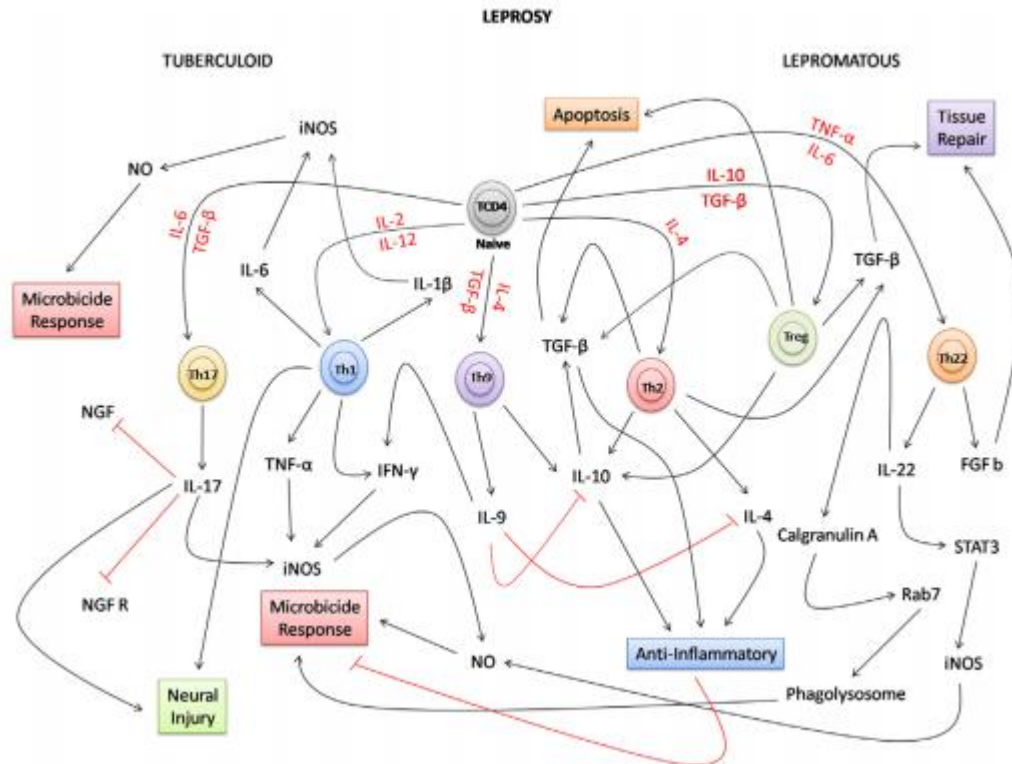 LEPROSY
TUBERCULOID
LEPROMATOUS
Apoptosis
Tissue
Repair
iNOS
TNF-α
IL-6
NO
IL-10
TGF-β
TCD4
Naive
IL-6
TGF-β
IL-2
IL-12
IL-4
IL-6
IL-1β
TGF-β
IL-4
TGF-β
Microbicide
Response
TGF-β
Treg
Th17
Th1
Th9
Th2
Th22
NGF
TNF-α
IFN-γ
IL-10
IL-22
FGF b
IL-17
IL-9
IL-4
Calgranulin A
STAT3
iNOS
NGF R
Rab7
Microbicide
Response
NO
Anti-Inflammatory
iNOS
Phagolysosome
Neural
Injury